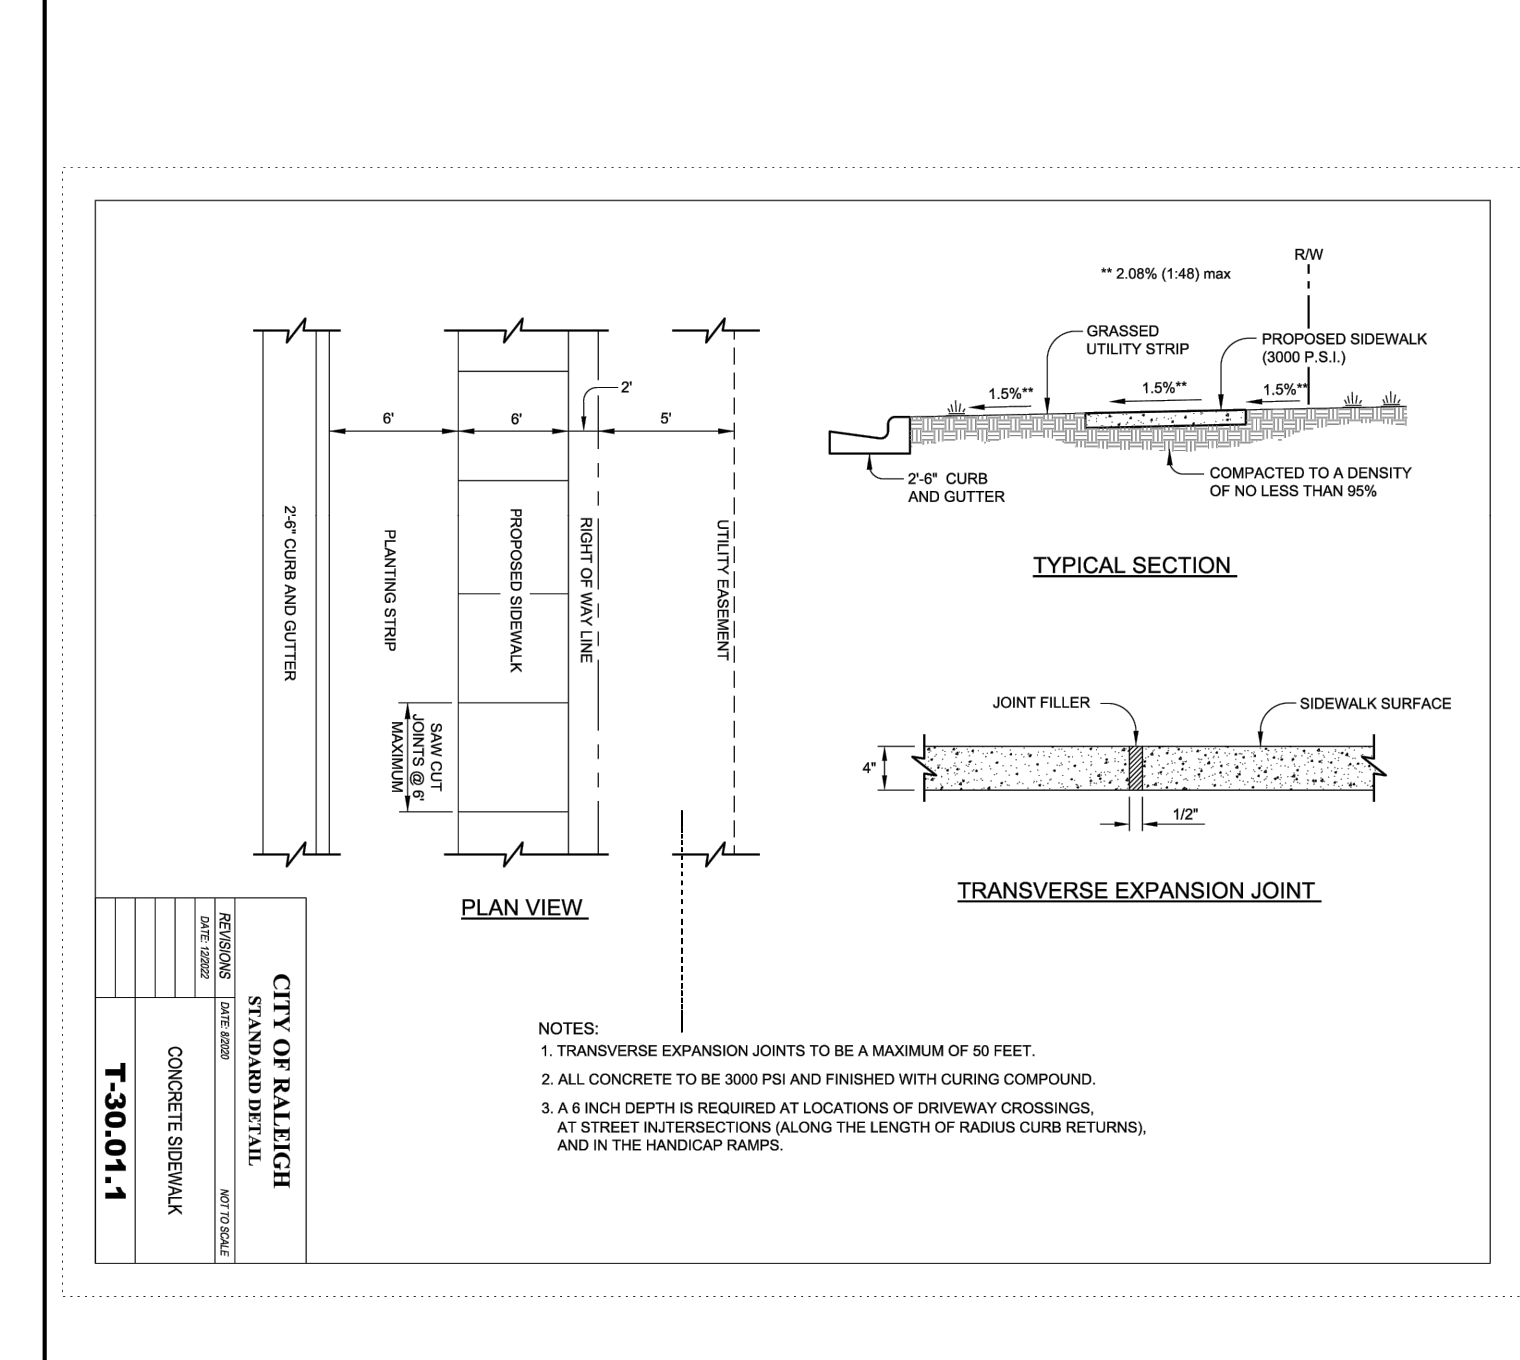 R/W
** 2.08% (1:48) max
GRASSED
UTILITY STRIP
PROPOSED SIDEWALK
(3000 P.S.I.)
1.5%**
1.5%**
1.5%**
2'-6" CURB
AND GUTTER
COMPACTED TO A DENSITY
OF NO LESS THAN 95%
TYPICAL SECTION
2'
6'
6'
5'
2'-6" CURB AND GUTTER
PLANTING STRIP
PROPOSED SIDEWALK
RIGHT OF WAY LINE
UTILITY EASEMENT
SAW CUT
JOINTS @ 6'
MAXIMUM
PLAN VIEW
JOINT FILLER
SIDEWALK SURFACE
4"
1/2"
TRANSVERSE EXPANSION JOINT
NOTES:
1. TRANSVERSE EXPANSION JOINTS TO BE A MAXIMUM OF 50 FEET.
2. ALL CONCRETE TO BE 3000 PSI AND FINISHED WITH CURING COMPOUND.
3. A 6 INCH DEPTH IS REQUIRED AT LOCATIONS OF DRIVEWAY CROSSINGS,
AT STREET INJTERSECTIONS (ALONG THE LENGTH OF RADIUS CURB RETURNS),
AND IN THE HANDICAP RAMPS.
CITY OF RALEIGH
STANDARD DETAIL
REVISIONS
DATE: 8/2020
NOT TO SCALE
DATE: 12/2022
CONCRETE SIDEWALK
T-30.01.1